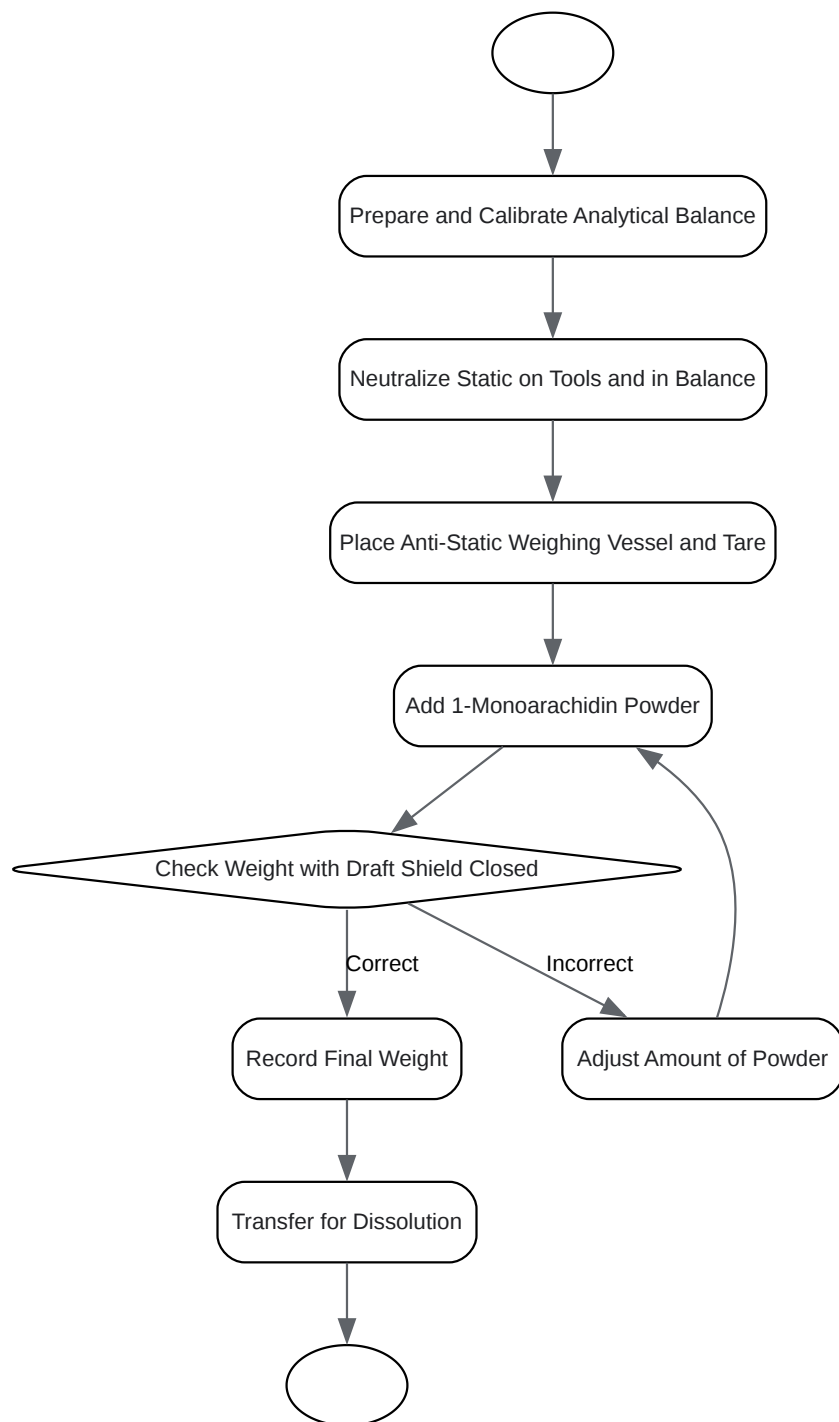 Prepare and Calibrate Analytical Balance
Neutralize Static on Tools and in Balance
Place Anti-Static Weighing Vessel and Tare
Add 1-Monoarachidin Powder
Check Weight with Draft Shield Closed
Correct
Incorrect
Record Final Weight
Adjust Amount of Powder
Transfer for Dissolution